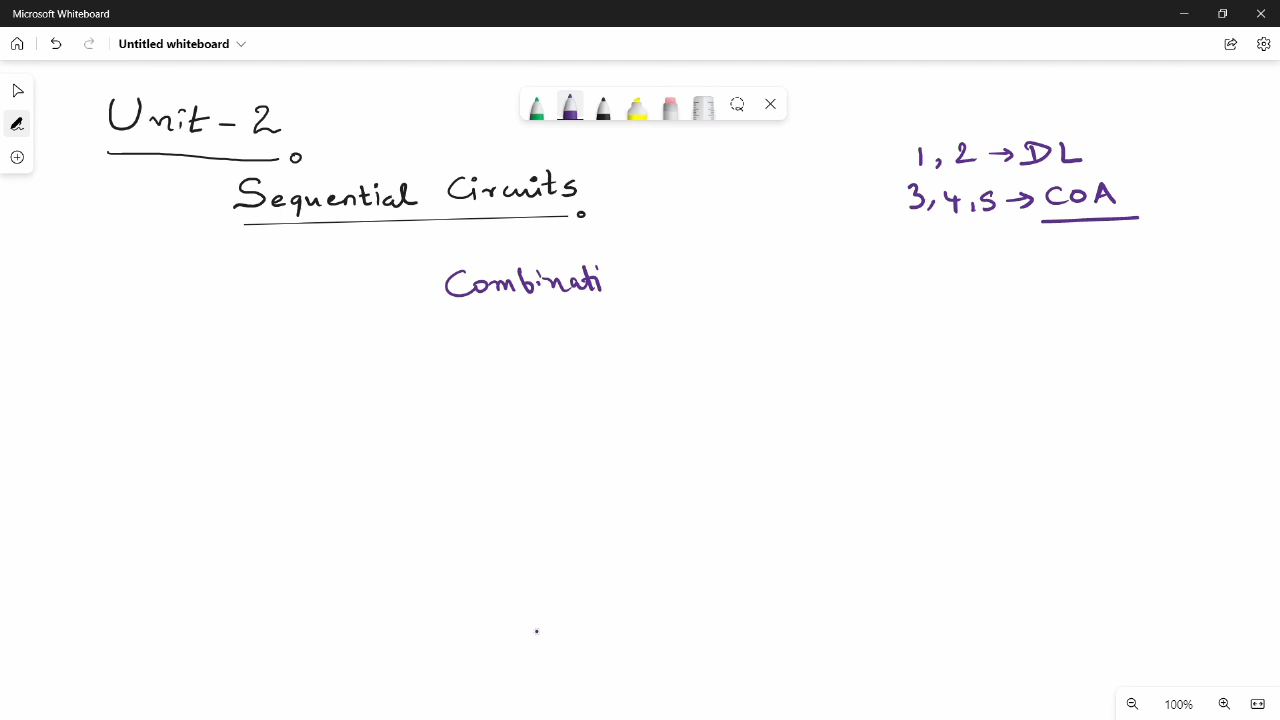 Microsoft Whiteboard
Untitled whiteboard
Unit-2
1, 2 → DL
Sequential Circuits
3, 4, 5 → COA
Combinati
100%